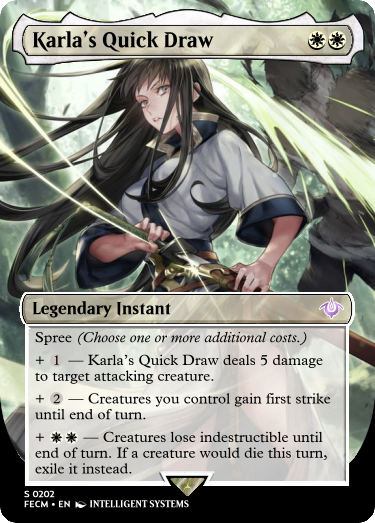 Karla's Quick Draw
Legendary Instant
Spree (Choose one or more additional costs.)
+ 1 — Karla's Quick Draw deals 5 damage
to target attacking creature.
+ 2 — Creatures you control gain first strike
until end of turn.
+ — Creatures lose indestructible until
end of turn. If a creature would die this turn,
exile it instead.
S 0202
FECM • EN INTELLIGENT SYSTEMS